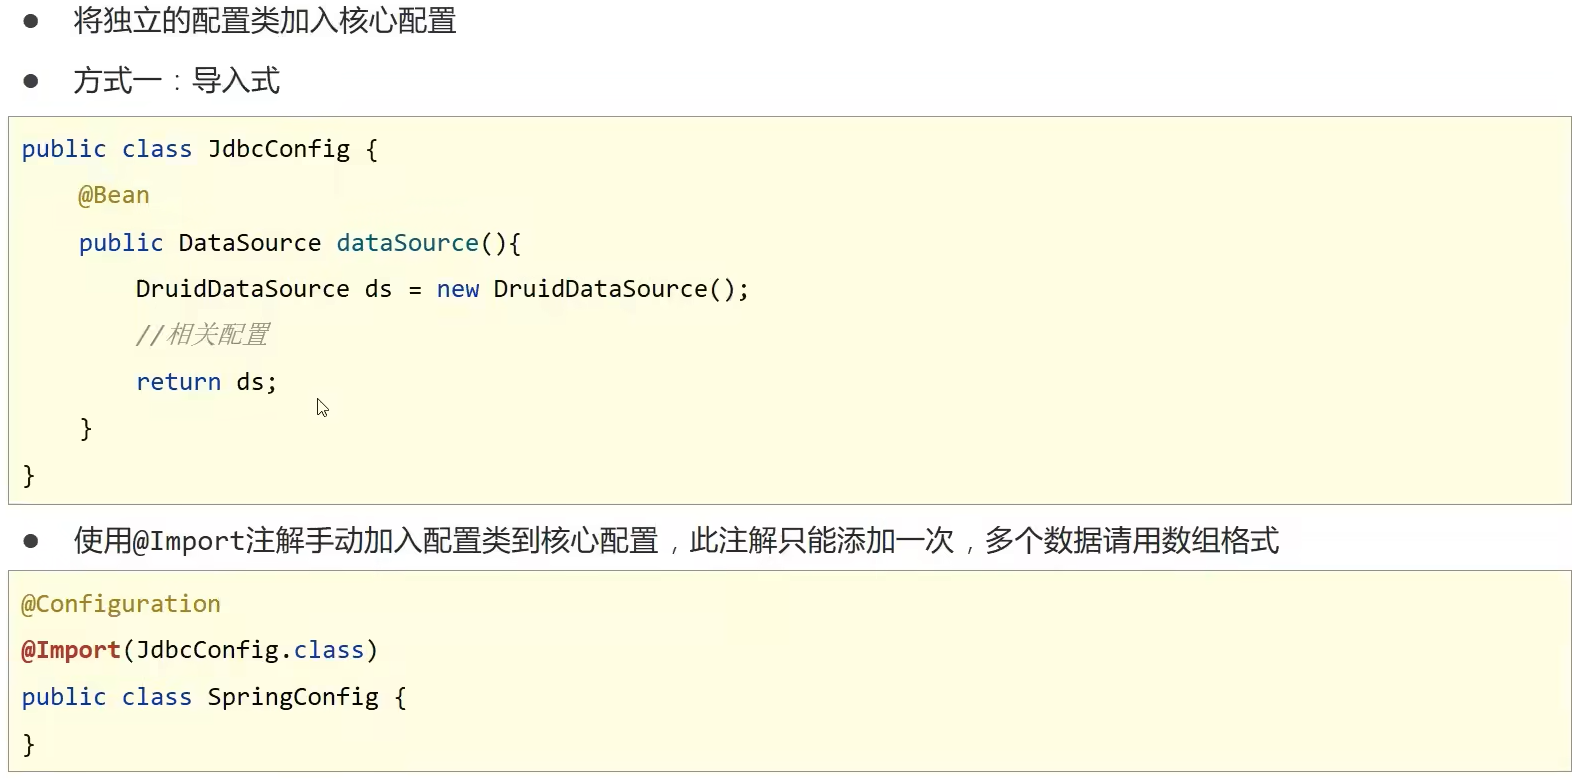 ● 将独立的配置类加入核心配置
● 方式一：导入式
public class JdbcConfig {
    @Bean
    public DataSource dataSource(){
        DruidDataSource ds = new DruidDataSource();
        //相关配置
        return ds;
    }
}
● 使用@Import注解手动加入配置类到核心配置，此注解只能添加一次，多个数据请用数组格式
@Configuration
@Import(JdbcConfig.class)
public class SpringConfig {
}